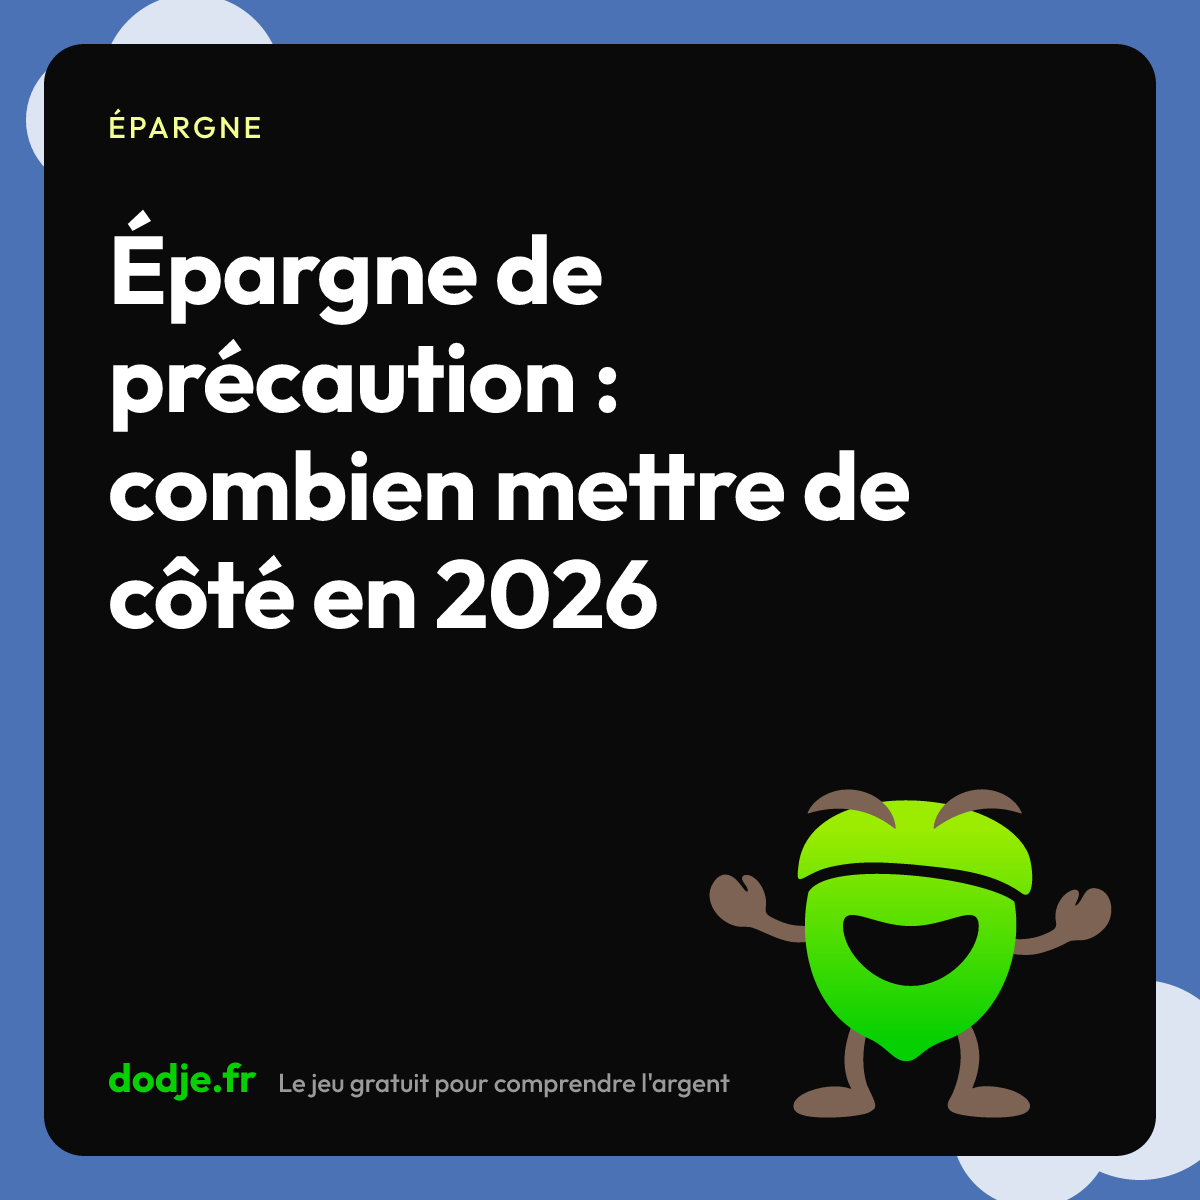 ÉPARGNE
Épargne de
précaution :
combien mettre de
côté en 2026
dodje.fr Le jeu gratuit pour comprendre l'argent